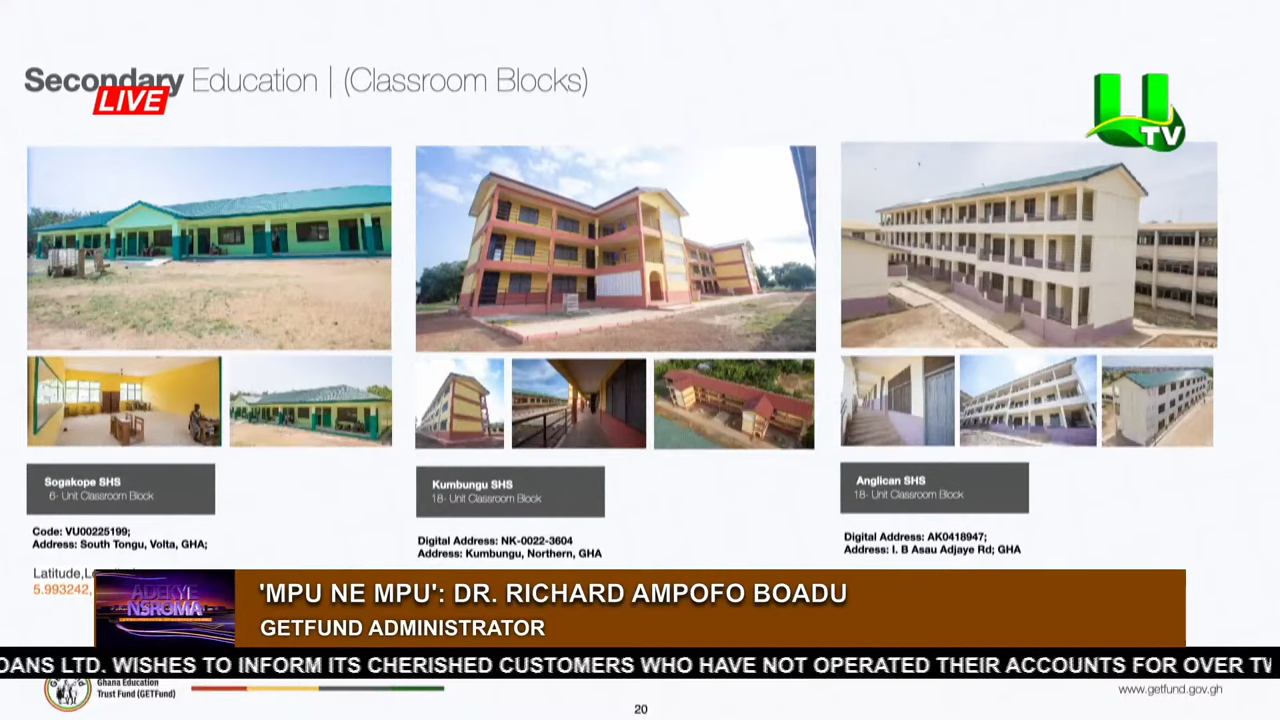 Secondary Education | (Classroom Blocks)
LIVE
U
TV
Sogakope SHS
6- Unit Classroom Block
Code: VU00225199;
Address: South Tongu, Volta, GHA;
Latitude,
5.993242,
Kumbungu SHS
18- Unit Classroom Block
Digital Address: NK-0022-3604
Address: Kumbungu, Northern, GHA
Anglican SHS
18- Unit Classroom Block
Digital Address: AK0418947;
Address: I. B Asau Adjaye Rd; GHA
ADEKYE
NSROMA
'MPU NE MPU': DR. RICHARD AMPOFO BOADU
GETFUND ADMINISTRATOR
OANS LTD. WISHES TO INFORM ITS CHERISHED CUSTOMERS WHO HAVE NOT OPERATED THEIR ACCOUNTS FOR OVER TW
Ghana Education
Trust Fund (GETFund)
www.getfund.gov.gh
20